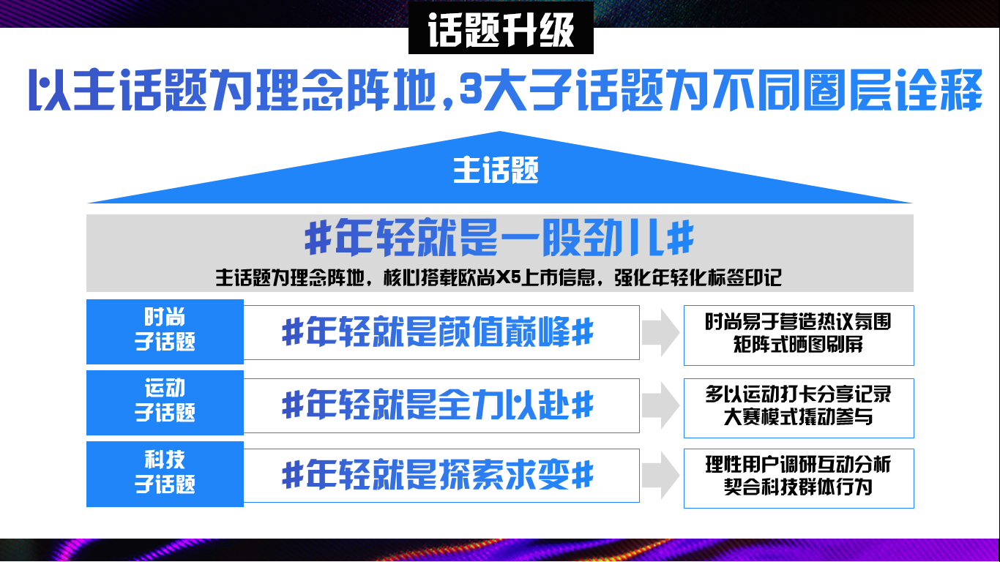 话题升级
以主话题为理念阵地,3大子话题为不同圈层诠释
主话题
#年轻就是一股劲儿#
主话题为理念阵地，核心搭载欧尚X5上市信息，强化年轻化标签印记
时尚
子话题
#年轻就是颜值巅峰#
时尚易于营造热议氛围
矩阵式晒图刷屏
运动
子话题
#年轻就是全力以赴#
多以运动打卡分享记录
大赛模式撬动参与
科技
子话题
#年轻就是探索求变#
理性用户调研互动分析
契合科技群体行为